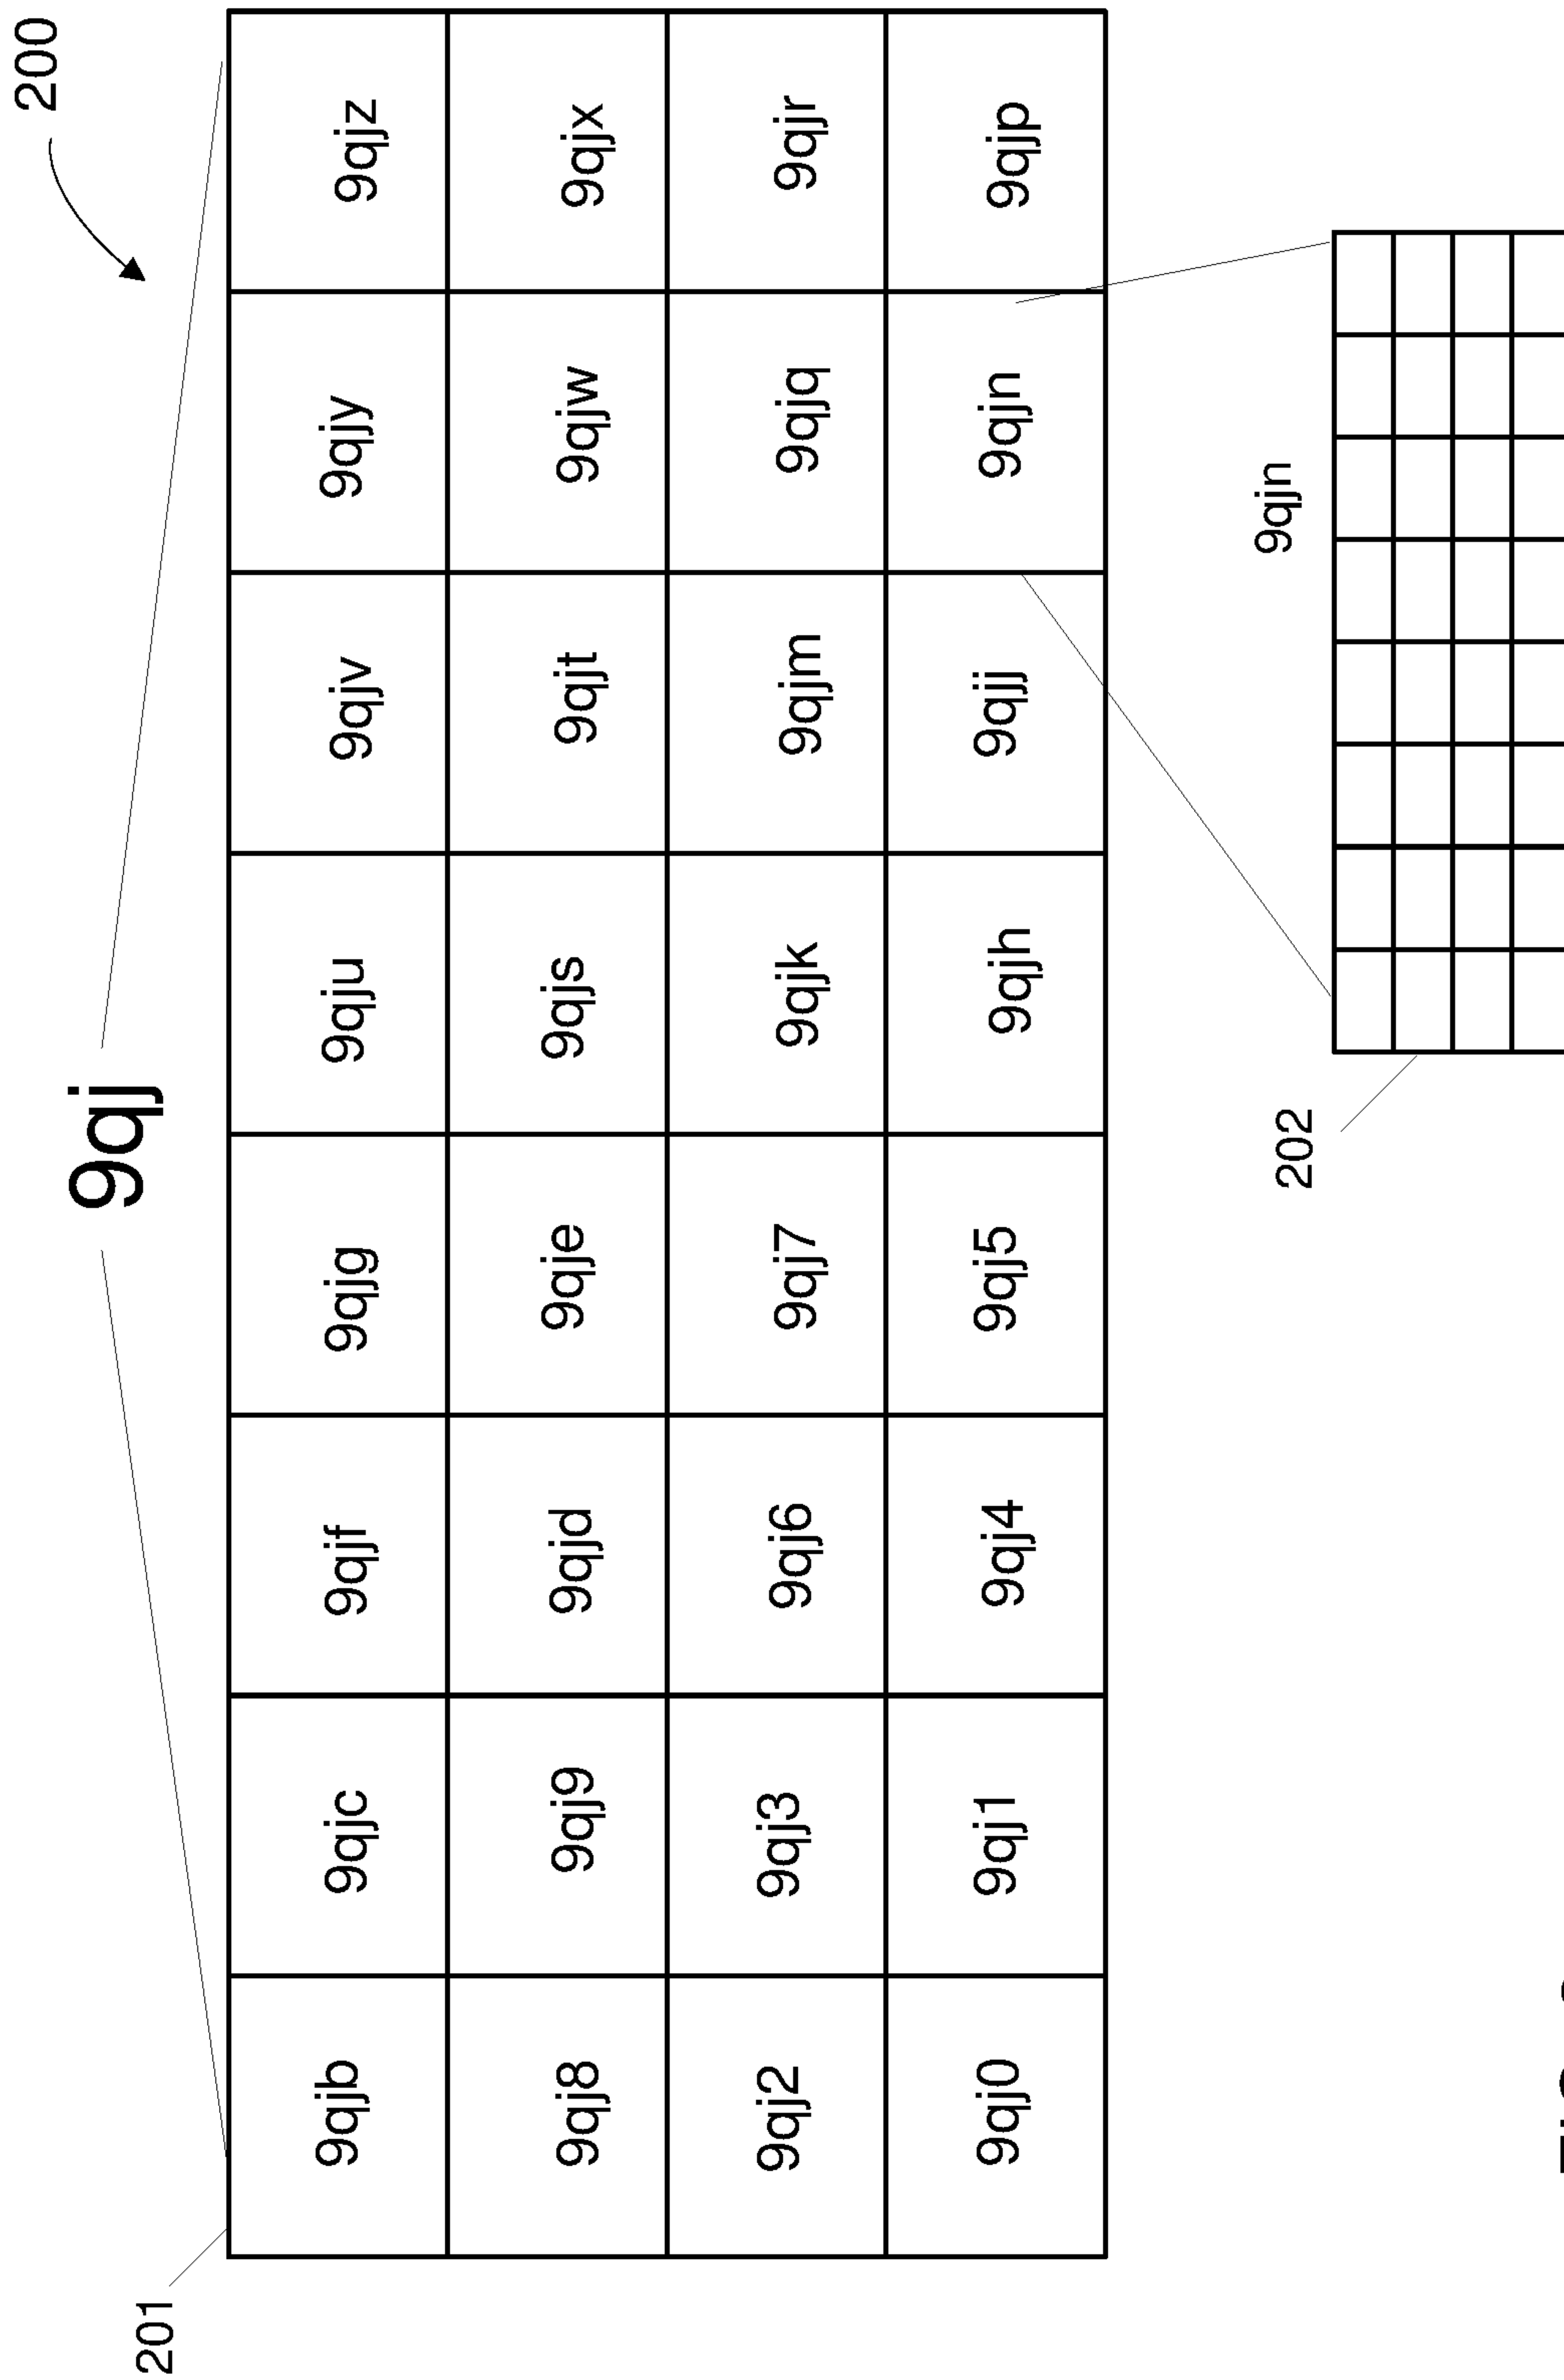 200
9qj
201
9qjb 9qjc 9qjf 9qjg 9qju 9qjv 9qjy 9qjz
9qj8 9qj9 9qjd 9qje 9qjs 9qjt 9qjw 9qjx
9qj2 9qj3 9qj6 9qj7 9qjk 9qjm 9qjq 9qjr
9qj0 9qj1 9qj4 9qj5 9qjh 9qjj 9qjn 9qjp
9qjn
202